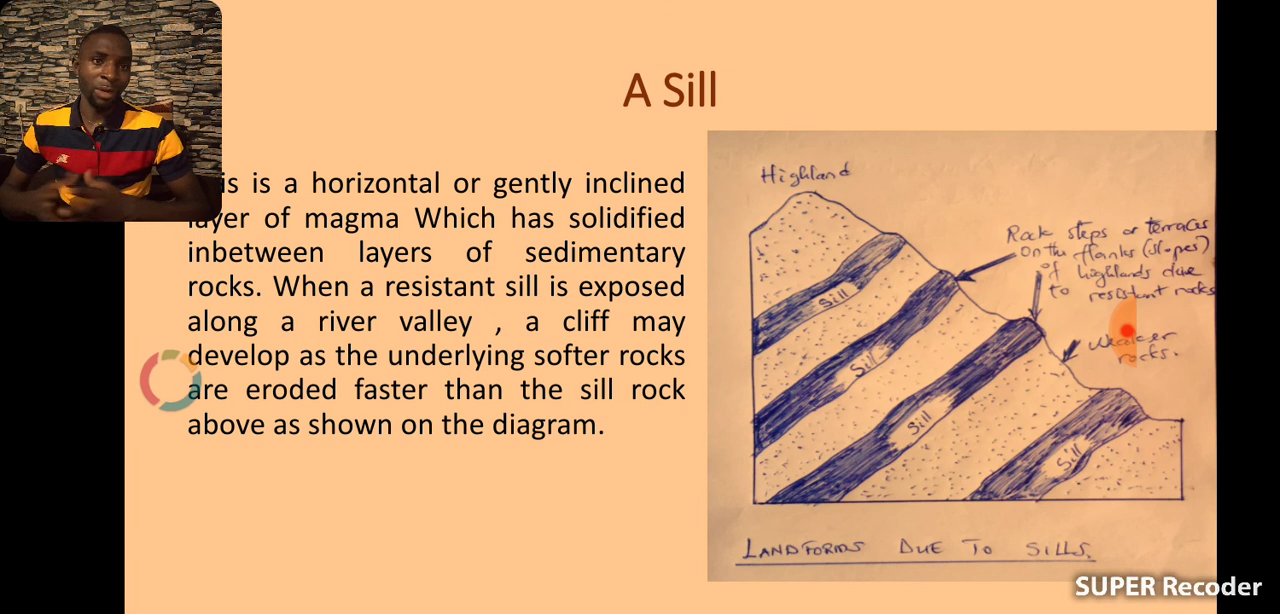 A Sill
is is a horizontal or gently inclined
layer of magma Which has solidified
inbetween layers of sedimentary
rocks. When a resistant sill is exposed
along a river valley , a cliff may
develop as the underlying softer rocks
are eroded faster than the sill rock
above as shown on the diagram.
Highland
Rock steps or terraces
on the flanks (slopes)
of highlands due
to resistant rocks
weaker
rocks.
Sill
Sill
Sill
Sill
LANDFORMS DUE TO SILLS.
SUPER Recoder